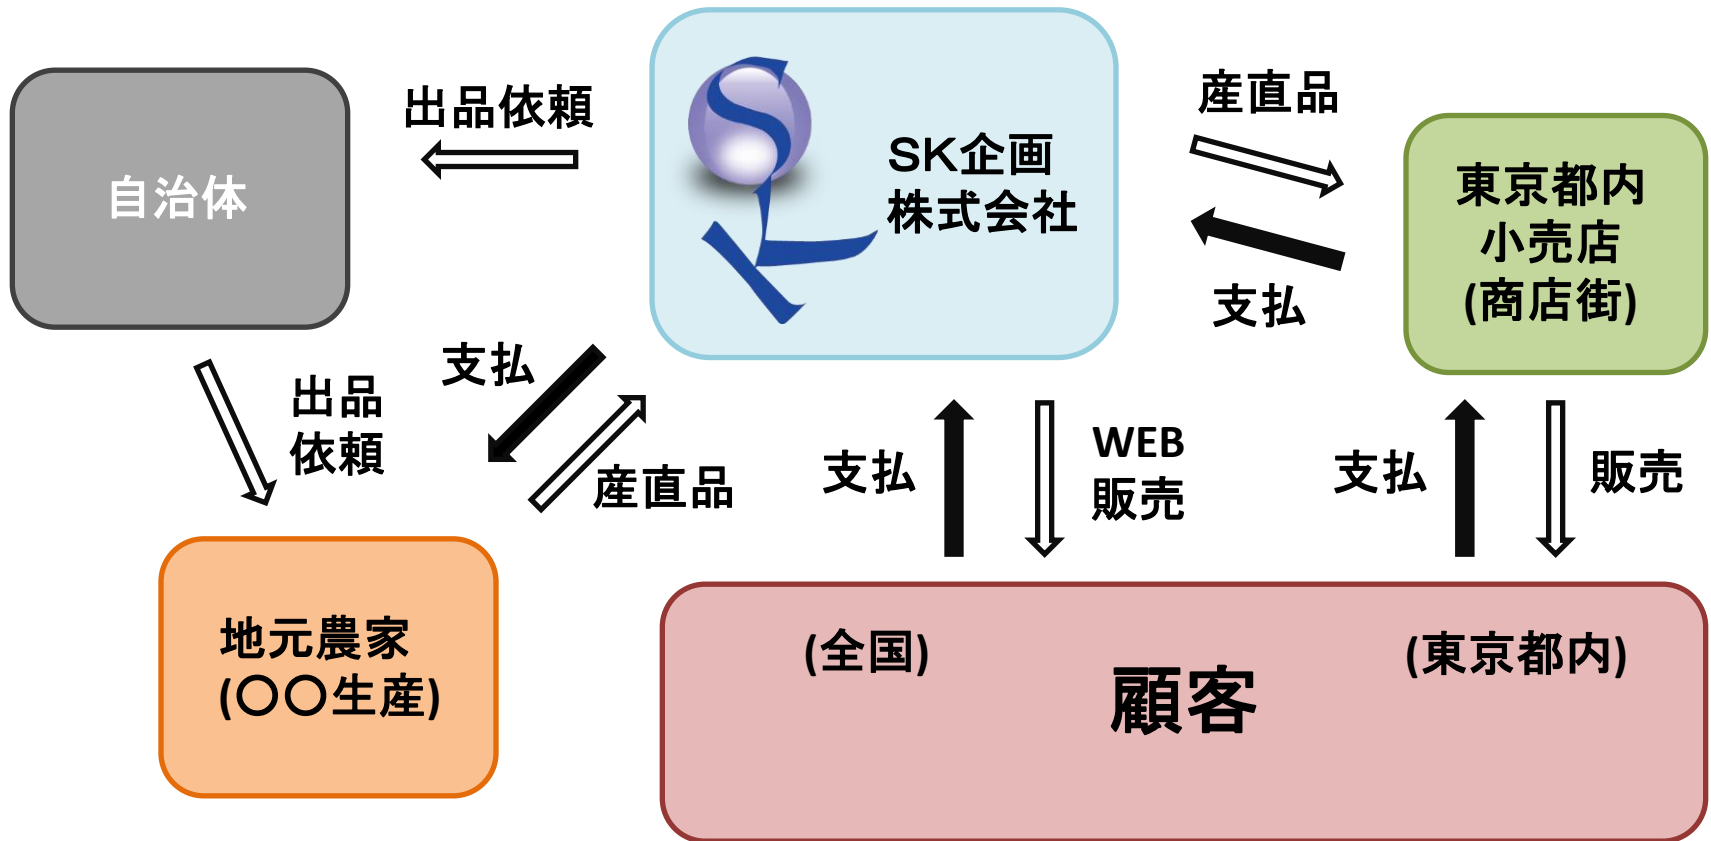 出品依頼
自治体
SK
SK企画
株式会社
産直品
支払
東京都内
小売店
(商店街)
出品
依頼
支払
産直品
支払
WEB
販売
支払
販売
地元農家
(〇〇生産)
(全国)
(東京都内)
顧客